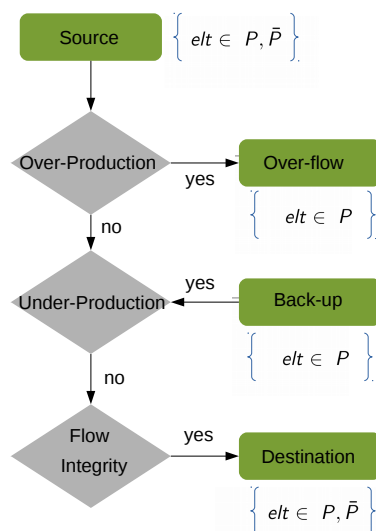 Source
{ elt ∈ P, P̄ }
Over-Production
yes
Over-flow
{ elt ∈ P }
no
Under-Production
yes
Back-up
{ elt ∈ P }
no
Flow
Integrity
yes
Destination
{ elt ∈ P, P̄ }